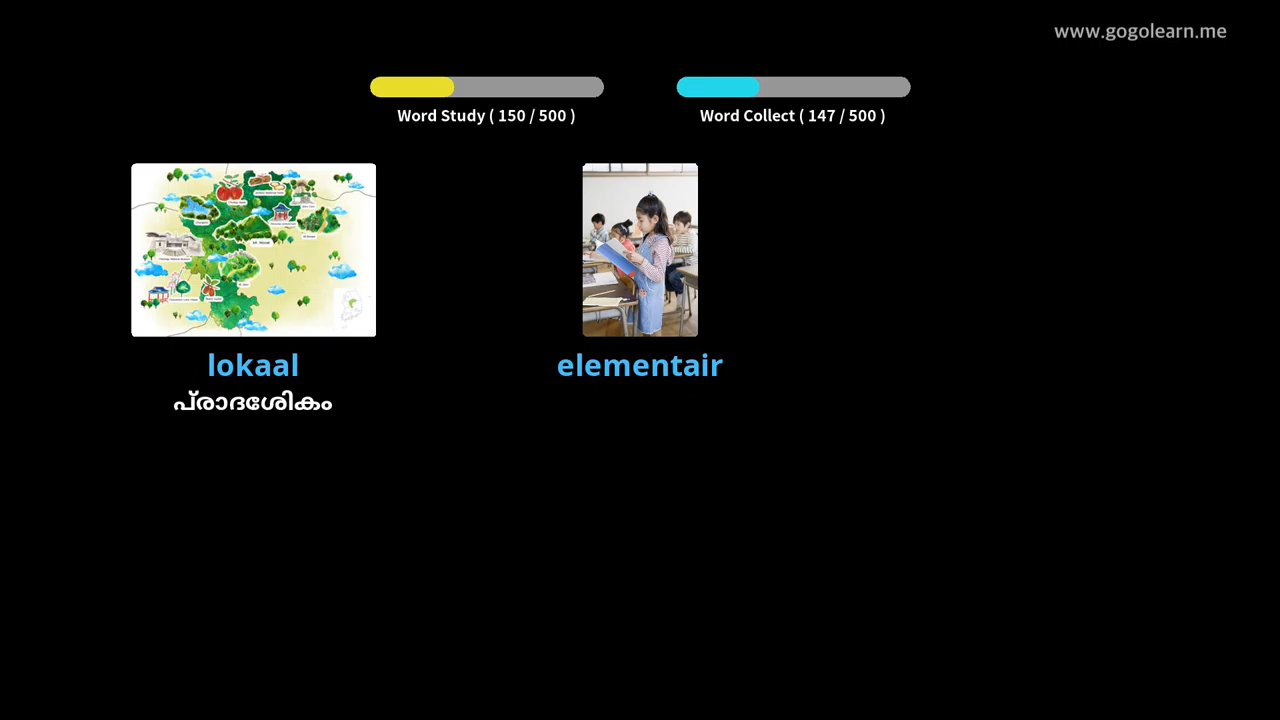 www.gogolearn.me
Word Study ( 150 / 500 )
Word Collect ( 147 / 500 )
lokaal
പ്രാദേശികം
elementair